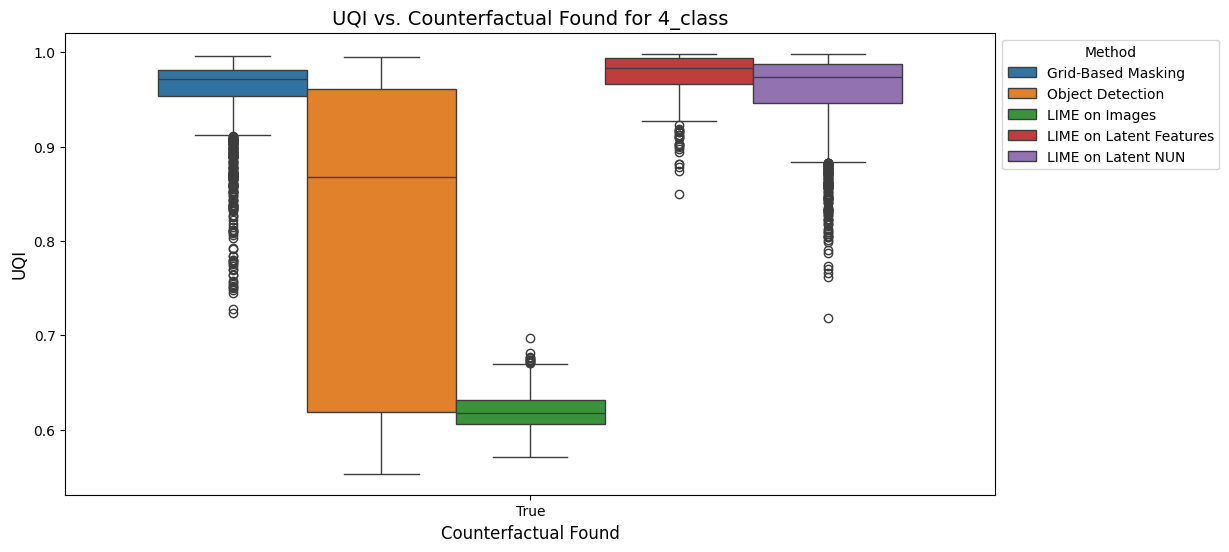 UQI vs. Counterfactual Found for 4_class
1.0
0.9
0.8
0.7
0.6
UQI
True
Counterfactual Found
Method
Grid-Based Masking
Object Detection
LIME on Images
LIME on Latent Features
LIME on Latent NUN